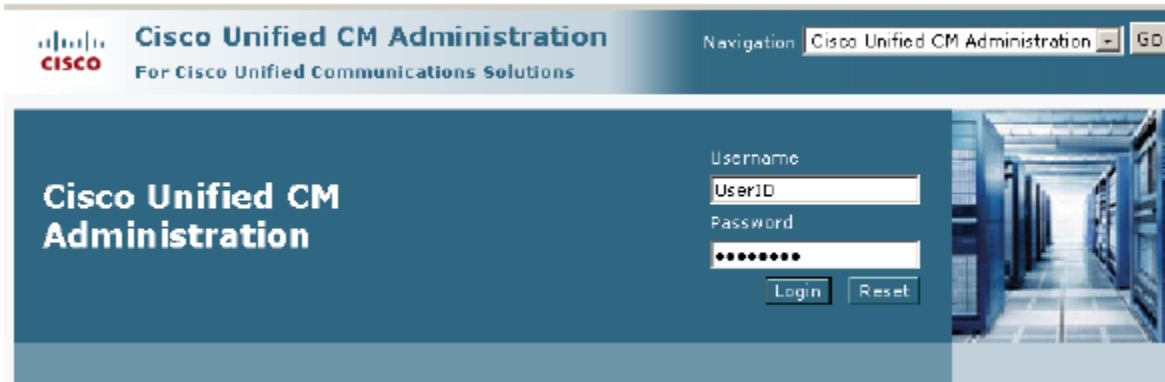 CISCO
Cisco Unified CM Administration
For Cisco Unified Communications Solutions
Navigation Cisco Unified CM Administration GO
Cisco Unified CM
Administration
Username
UserID
Password
••••••••
Login Reset